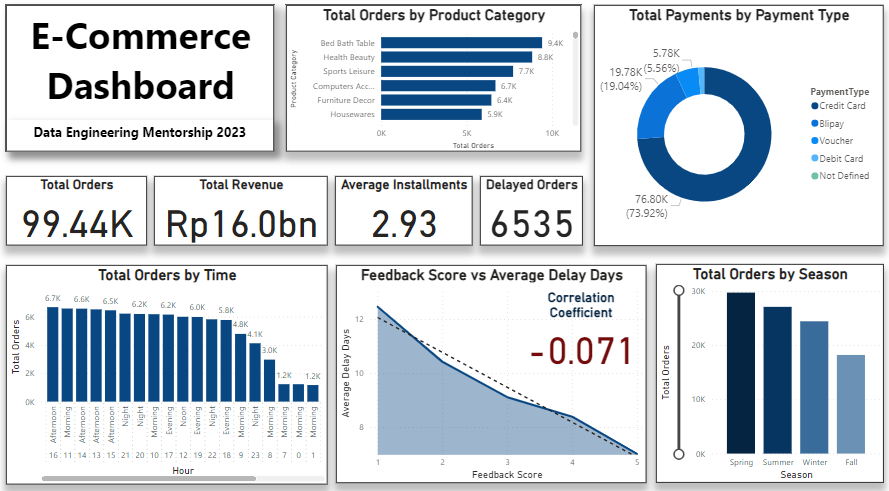 E-Commerce
Dashboard
Data Engineering Mentorship 2023
Total Orders by Product Category
Product Category
Bed Bath Table
9.4K
Health Beauty
8.8K
Sports Leisure
7.7K
Computers Acc...
6.7K
Furniture Decor
6.4K
Housewares
5.9K
0K 5K 10K
Total Orders
Total Payments by Payment Type
5.78K
(5.56%)
19.78K
(19.04%)
76.80K
(73.92%)
PaymentType
Credit Card
Blipay
Voucher
Debit Card
Not Defined
Total Orders
99.44K
Total Revenue
Rp16.0bn
Average Installments
2.93
Delayed Orders
6535
Total Orders by Time
Total Orders
6K
4K
2K
0K
6.7K 6.6K 6.5K 6.2K 6.2K 6.0K 5.8K 4.8K 4.1K 3.0K 1.2K 1.2K
Afternoon Morning Afternoon Afternoon Afternoon Night Night Morning Evening Noon Evening Night Evening Morning Night Morning Morning Night Morning
16 11 14 13 15 21 20 10 17 12 19 22 18 9 23 8 7 0 1
Hour
Feedback Score vs Average Delay Days
Correlation
Coefficient
-0.071
Average Delay Days
12
10
8
1 2 3 4 5
Feedback Score
Total Orders by Season
Total Orders
30K
20K
10K
0K
Spring Summer Winter Fall
Season